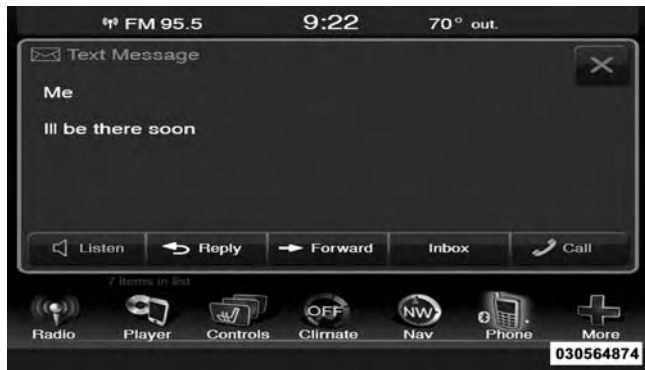 FM 95.5 9:22 70° out.
Text Message
Me
Ill be there soon
Listen Reply Forward Inbox Call
7 items in list
OFF NW
Radio Player Controls Climate Nav Phone More
030564874